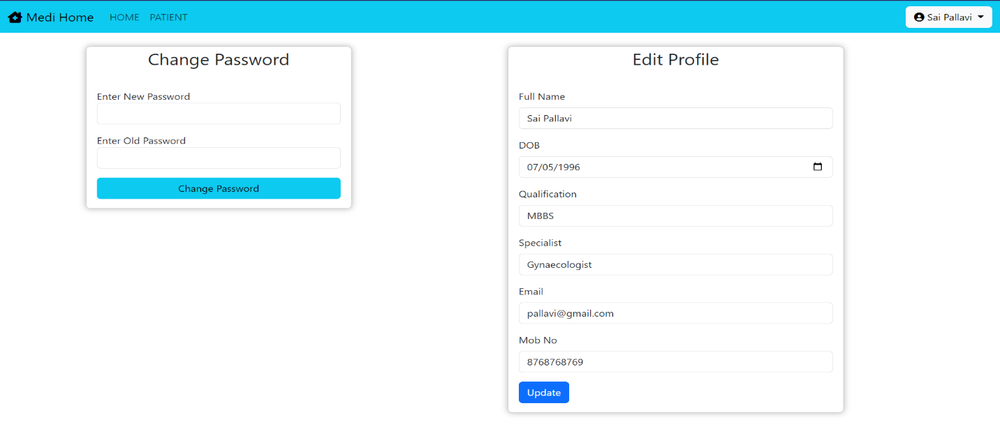 Medi Home HOME PATIENT Sai Pallavi
Change Password
Enter New Password
Enter Old Password
Change Password
Edit Profile
Full Name
Sai Pallavi
DOB
07/05/1996
Qualification
MBBS
Specialist
Gynaecologist
Email
pallavi@gmail.com
Mob No
8768768769
Update